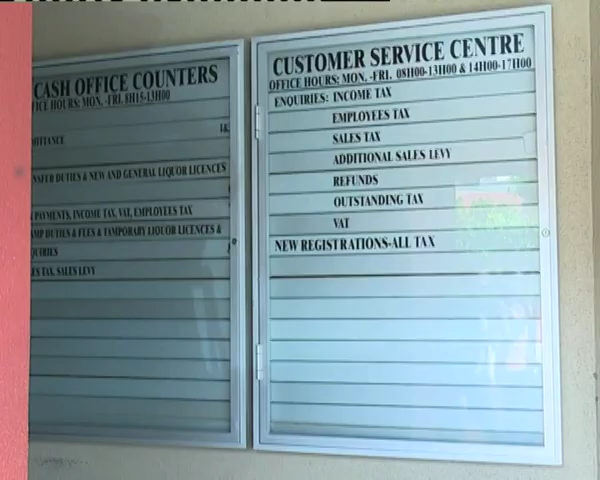 CASH OFFICE COUNTERS
FICE HOURS: MON. -FRI. 8H15-13H00
MITTANCE
NSFER DUTIES & NEW AND GENERAL LIQUOR LICENCES
PAYMENTS, INCOME TAX, VAT, EMPLOYEES TAX
AMP DUTIES & FEES & TAMPORARY LIQUOR LICENCES &
QUIRIES
ES TAX, SALES LEVY
CUSTOMER SERVICE CENTRE
OFFICE HOURS: MON. -FRI. 08H00-13H00 & 14H00-17H00
ENQUIRIES: INCOME TAX
EMPLOYEES TAX
SALES TAX
ADDITIONAL SALES LEVY
REFUNDS
OUTSTANDING TAX
VAT
NEW REGISTRATIONS-ALL TAX